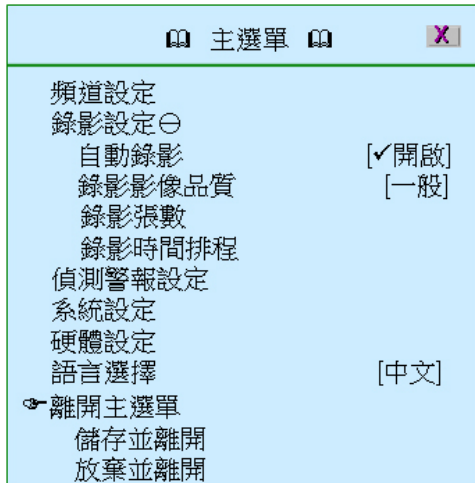 🕮 主選單 🕮 X
頻道設定
錄影設定⊖
自動錄影 [✔開啟]
錄影影像品質 [一般]
錄影張數
錄影時間排程
偵測警報設定
系統設定
硬體設定
語言選擇 [中文]
☞離開主選單
儲存並離開
放棄並離開